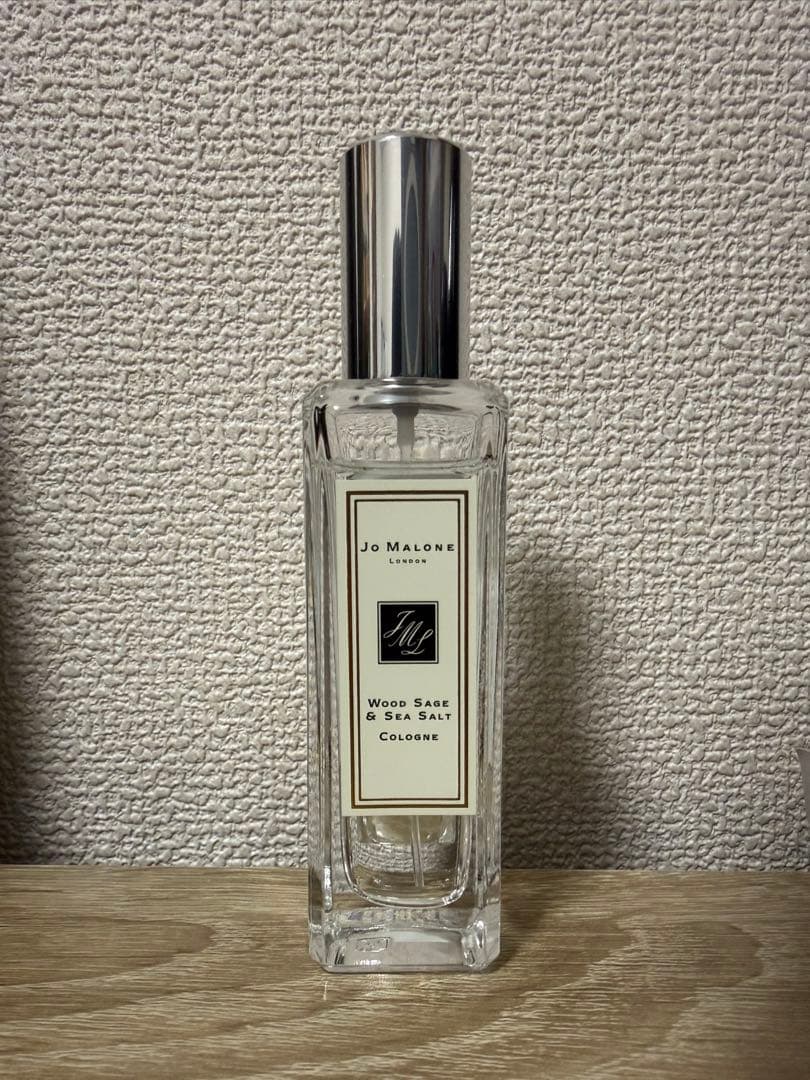 Jo Malone
London
JML
Wood Sage
& Sea Salt
Cologne